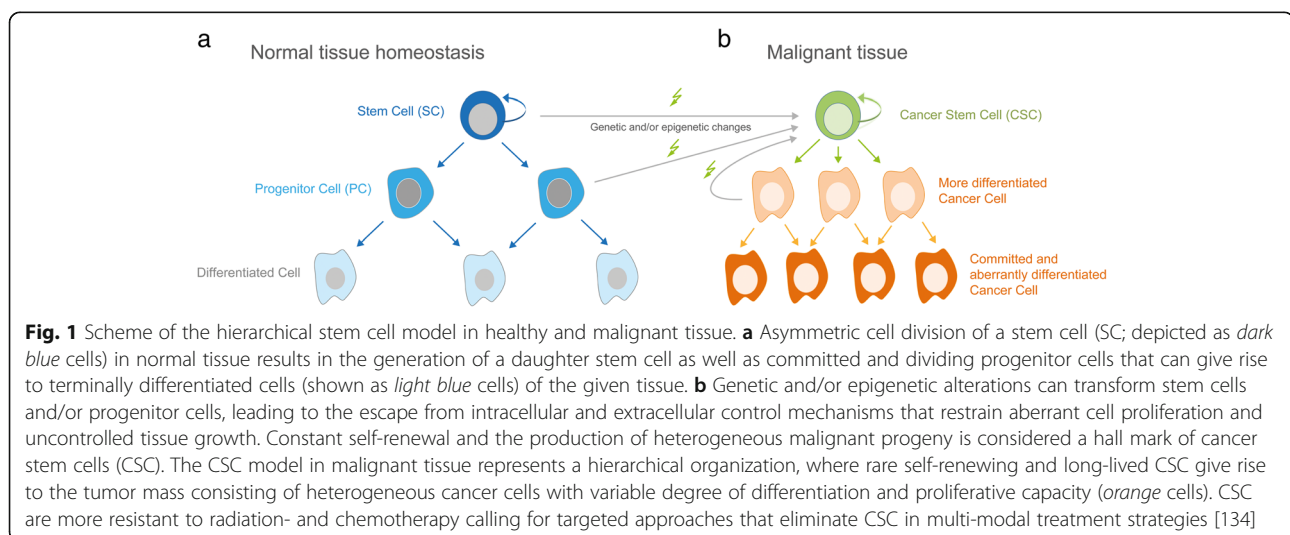 a
Normal tissue homeostasis
b
Malignant tissue
Stem Cell (SC)
Genetic and/or epigenetic changes
Cancer Stem Cell (CSC)
Progenitor Cell (PC)
More differentiated
Cancer Cell
Differentiated Cell
Committed and
aberrantly differentiated
Cancer Cell
Fig. 1 Scheme of the hierarchical stem cell model in healthy and malignant tissue. a Asymmetric cell division of a stem cell (SC; depicted as dark
blue cells) in normal tissue results in the generation of a daughter stem cell as well as committed and dividing progenitor cells that can give rise
to terminally differentiated cells (shown as light blue cells) of the given tissue. b Genetic and/or epigenetic alterations can transform stem cells
and/or progenitor cells, leading to the escape from intracellular and extracellular control mechanisms that restrain aberrant cell proliferation and
uncontrolled tissue growth. Constant self-renewal and the production of heterogeneous malignant progeny is considered a hall mark of cancer
stem cells (CSC). The CSC model in malignant tissue represents a hierarchical organization, where rare self-renewing and long-lived CSC give rise
to the tumor mass consisting of heterogeneous cancer cells with variable degree of differentiation and proliferative capacity (orange cells). CSC
are more resistant to radiation- and chemotherapy calling for targeted approaches that eliminate CSC in multi-modal treatment strategies [134]